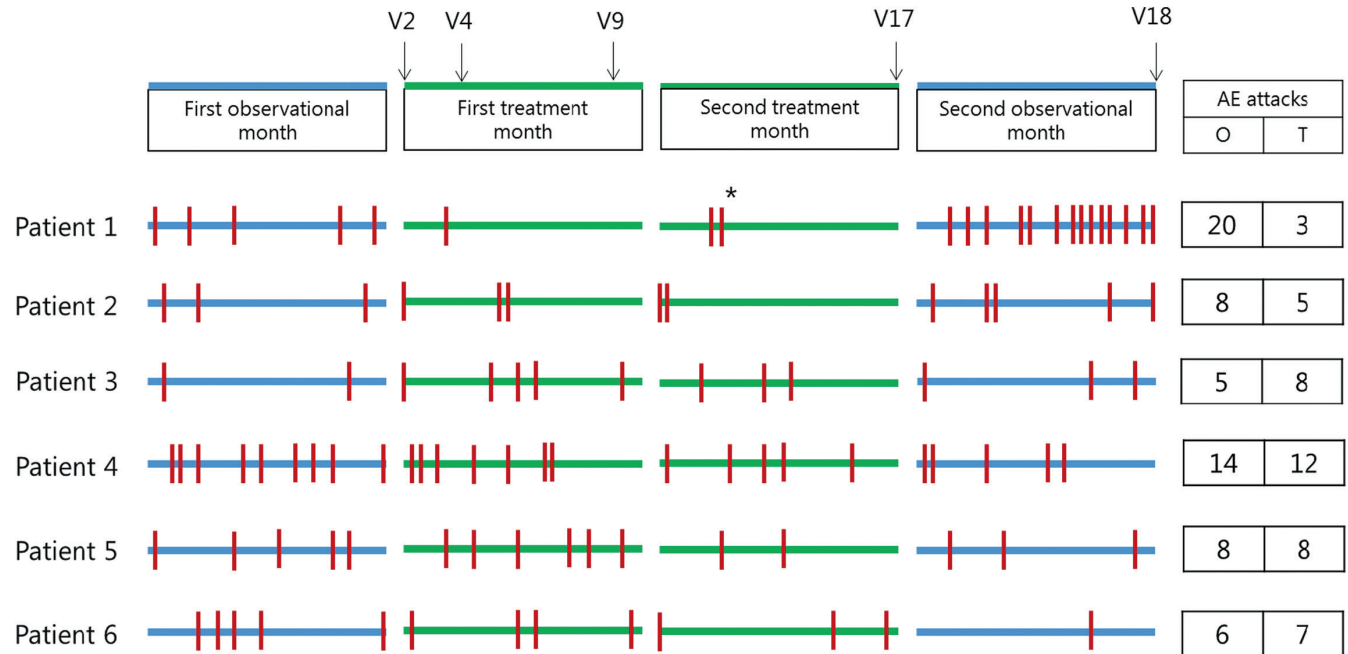 V2 V4 V9 V17 V18
First observational
month
First treatment
month
Second treatment
month
Second observational
month
AE attacks
O T
*
Patient 1 20 3
Patient 2 8 5
Patient 3 5 8
Patient 4 14 12
Patient 5 8 8
Patient 6 6 7